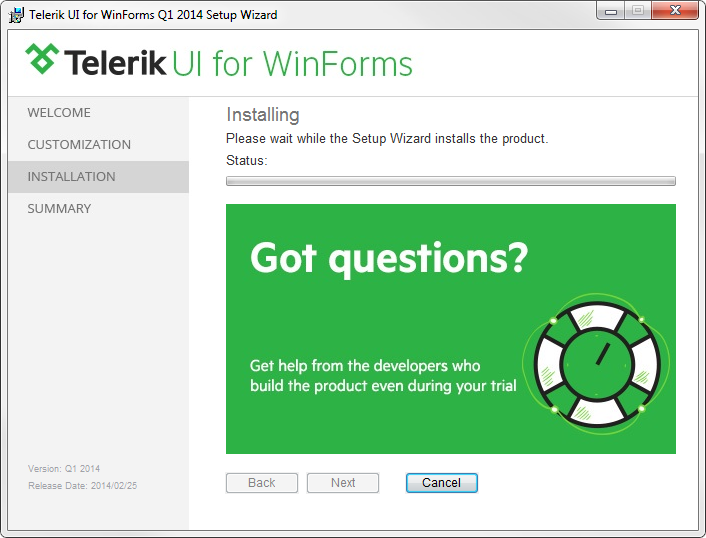 Telerik UI for WinForms Q1 2014 Setup Wizard
Telerik UI for WinForms
WELCOME
CUSTOMIZATION
INSTALLATION
SUMMARY
Installing
Please wait while the Setup Wizard installs the product.
Status:
Got questions?
Get help from the developers who
build the product even during your trial
Version: Q1 2014
Release Date: 2014/02/25
Back Next Cancel